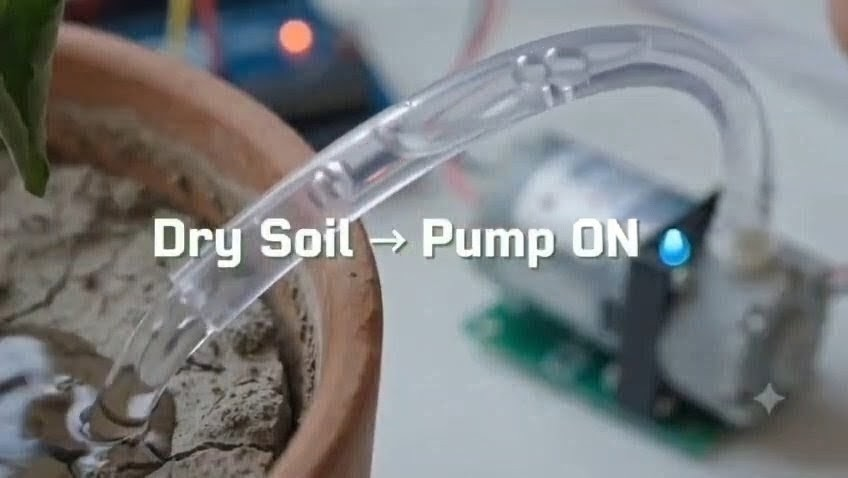 Dry Soil → Pump ON 💧